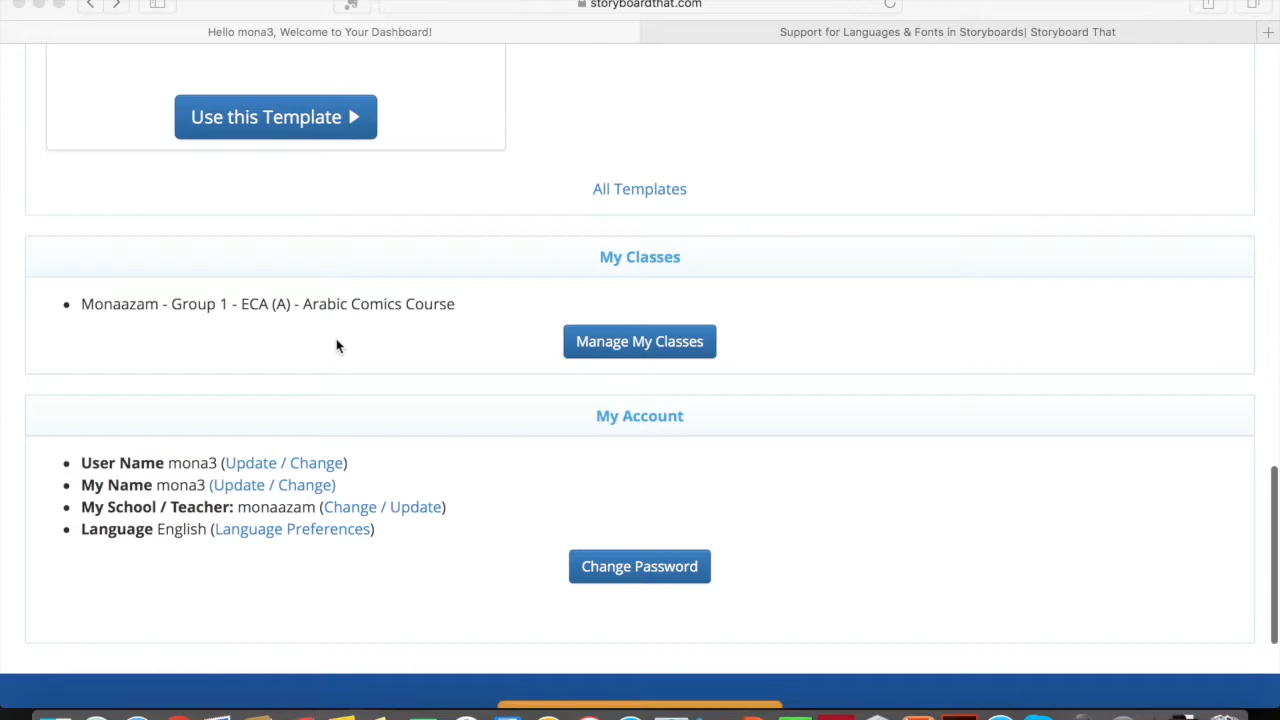 storyboardthat.com
Hello mona3, Welcome to Your Dashboard!
Support for Languages & Fonts in Storyboards| Storyboard That
Use this Template
All Templates
My Classes
Monaazam - Group 1 - ECA (A) - Arabic Comics Course
Manage My Classes
My Account
User Name mona3 (Update / Change)
My Name mona3 (Update / Change)
My School / Teacher: monaazam (Change / Update)
Language English (Language Preferences)
Change Password